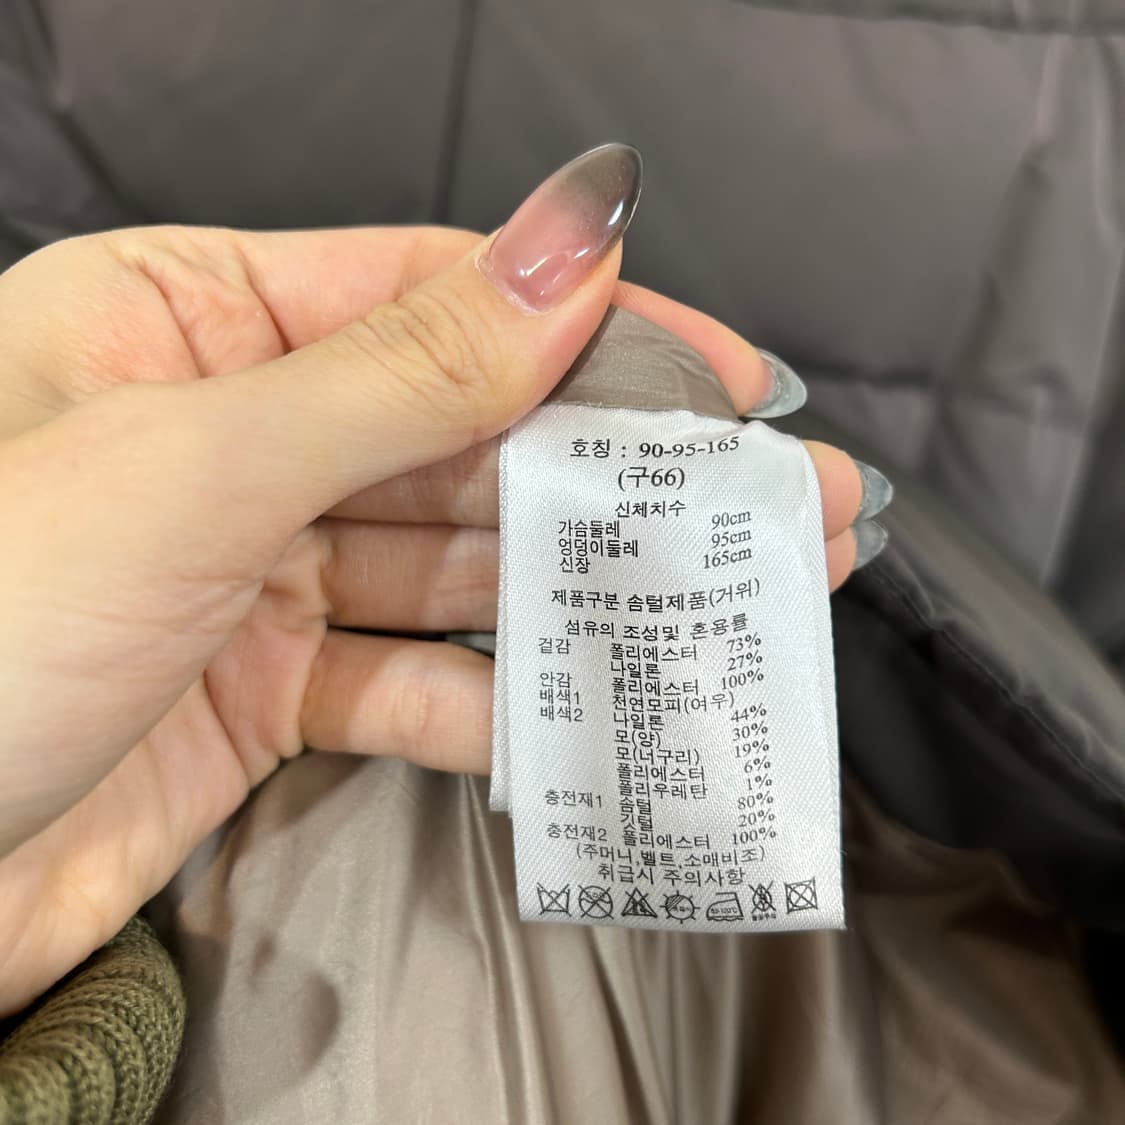 호칭 : 90-95-165
(구66)
신체치수
가슴둘레 90cm
엉덩이둘레 95cm
신장 165cm
제품구분 솜털제품(거위)
섬유의 조성및 혼용률
겉감 폴리에스터 73%
나일론 27%
안감 폴리에스터 100%
배색1 천연모피(여우)
배색2 나일론 44%
모(양) 30%
모(너구리) 19%
폴리에스터 6%
폴리우레탄 1%
충전재1 솜털 80%
깃털 20%
충전재2 폴리에스터 100%
(주머니,벨트,소매비조)
취급시 주의사항